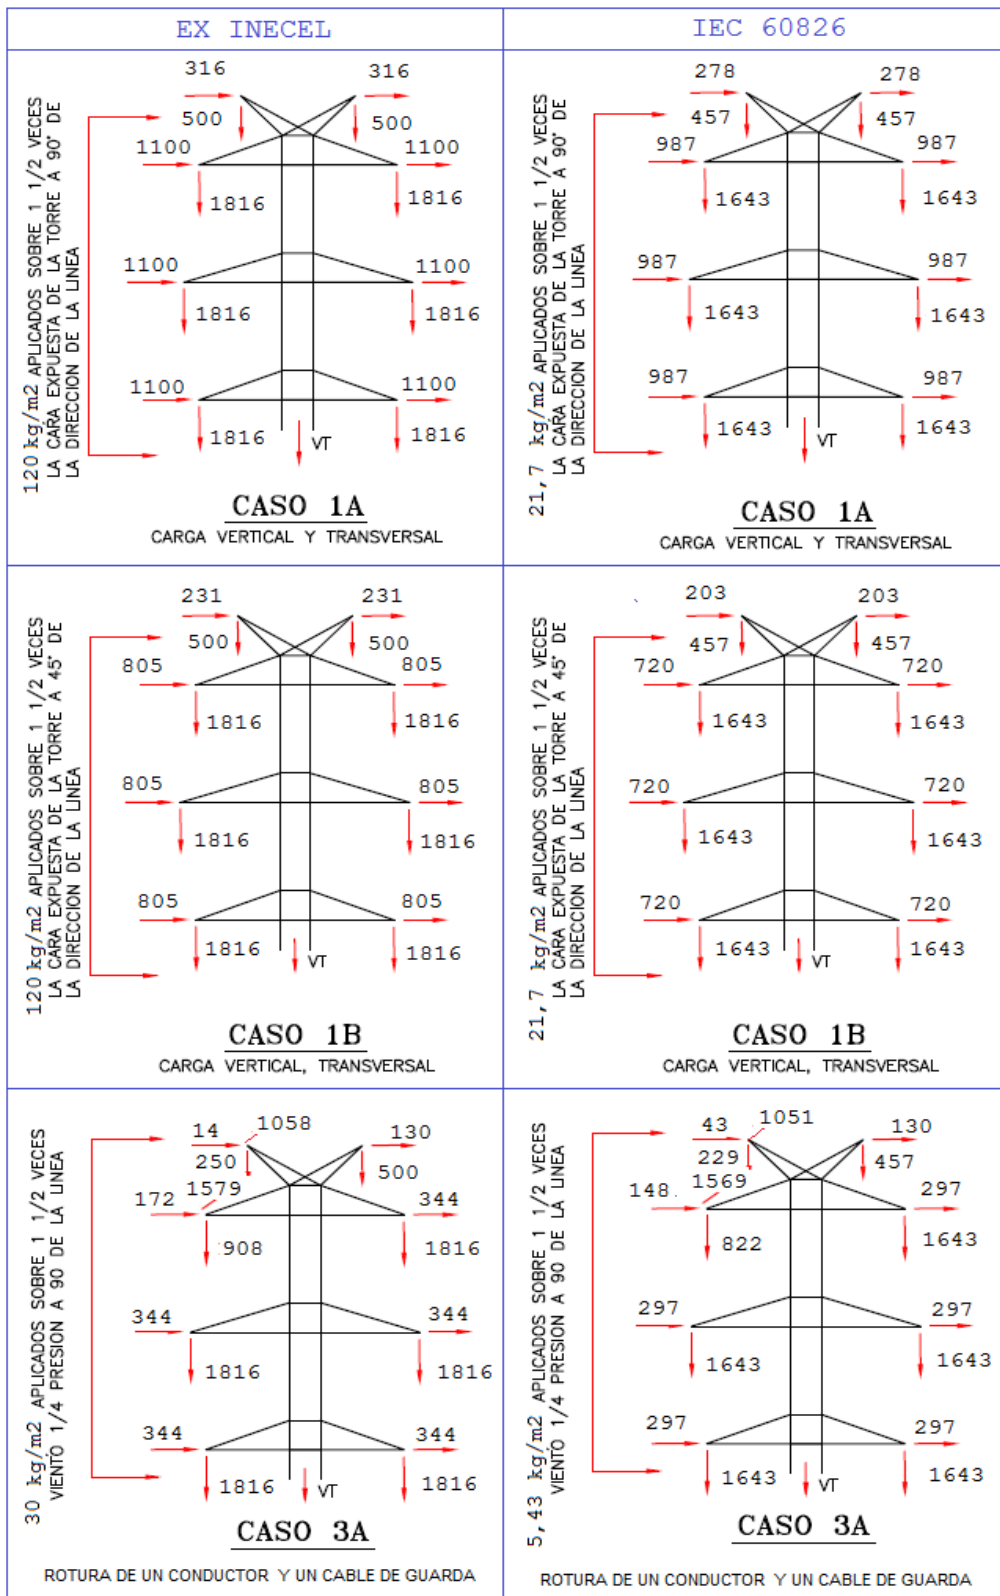 EX INECEL
IEC 60826
120 kg/m2 APLICADOS SOBRE 1 1/2 VECES
LA CARA EXPUESTA DE LA TORRE A 90° DE
LA DIRECCION DE LA LINEA
316
316
500
500
1100
1100
1816
1816
1100
1100
1816
1816
1100
1100
1816
1816
VT
CASO 1A
CARGA VERTICAL Y TRANSVERSAL
21,7 kg/m2 APLICADOS SOBRE 1 1/2 VECES
LA CARA EXPUESTA DE LA TORRE A 90° DE
LA DIRECCION DE LA LINEA
278
278
457
457
987
987
1643
1643
987
987
1643
1643
987
987
1643
1643
VT
CASO 1A
CARGA VERTICAL Y TRANSVERSAL
120 kg/m2 APLICADOS SOBRE 1 1/2 VECES
LA CARA EXPUESTA DE LA TORRE A 45° DE
LA DIRECCION DE LA LINEA
231
231
500
500
805
805
1816
1816
805
805
1816
1816
805
805
1816
1816
VT
CASO 1B
CARGA VERTICAL, TRANSVERSAL
21,7 kg/m2 APLICADOS SOBRE 1 1/2 VECES
LA CARA EXPUESTA DE LA TORRE A 45° DE
LA DIRECCION DE LA LINEA
203
203
457
457
720
720
1643
1643
720
720
1643
1643
720
720
1643
1643
VT
CASO 1B
CARGA VERTICAL, TRANSVERSAL
30 kg/m2 APLICADOS SOBRE 1 1/2 VECES
VIENTO 1/4 PRESION A 90 DE LA LINEA
14
1058
130
250
500
1579
172
344
908
1816
344
344
1816
1816
344
344
1816
1816
VT
CASO 3A
ROTURA DE UN CONDUCTOR Y UN CABLE DE GUARDA
5,43 kg/m2 APLICADOS SOBRE 1 1/2 VECES
VIENTO 1/4 PRESION A 90 DE LA LINEA
43
1051
130
229
457
1569
148
297
822
1643
297
297
1643
1643
297
297
1643
1643
VT
CASO 3A
ROTURA DE UN CONDUCTOR Y UN CABLE DE GUARDA